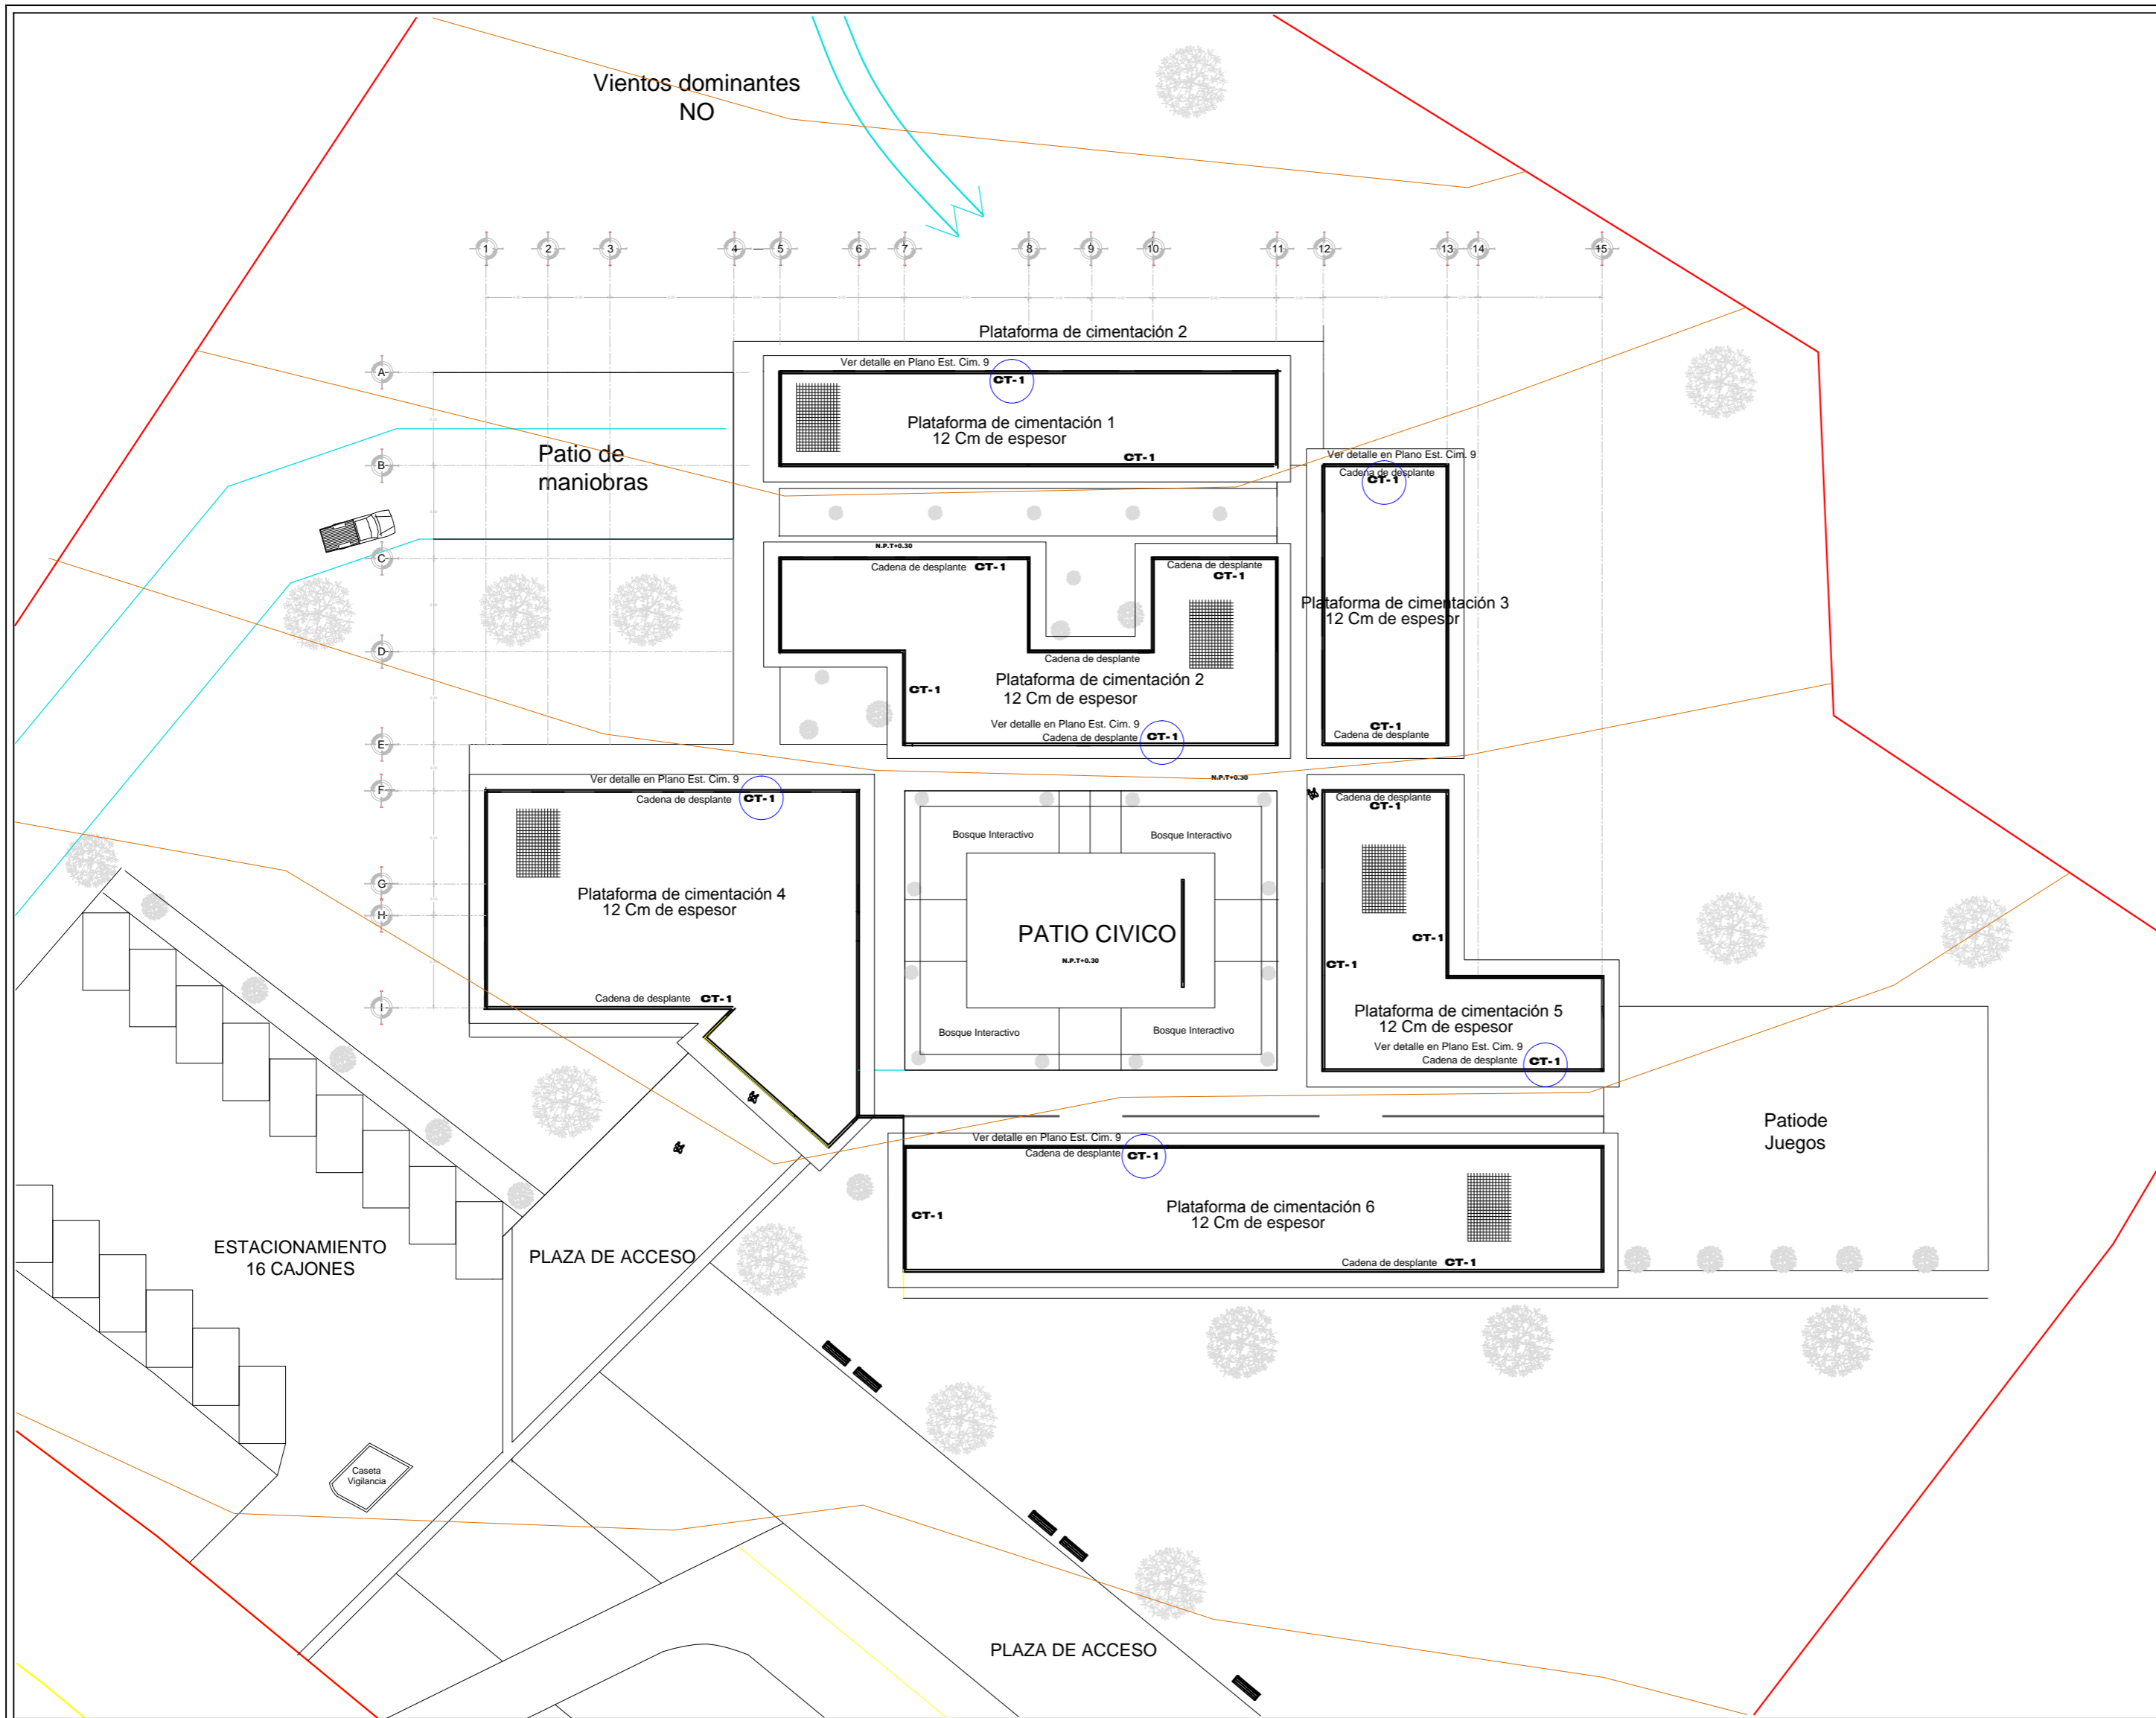 Vientos dominantes
NO
1 2 3 4 5 6 7 8 9 10 11 12 13 14 15
Plataforma de cimentación 2
Ver detalle en Plano Est. Cim. 9
A
CT-1
Plataforma de cimentación 1
12 Cm de espesor
CT-1
Patio de
maniobras
B
Ver detalle en Plano Est. Cim. 9
Cadena de desplante
CT-1
N.P.T+0.30
C
Cadena de desplante CT-1
Cadena de desplante
CT-1
Plataforma de cimentación 3
12 Cm de espesor
D
Cadena de desplante
Plataforma de cimentación 2
12 Cm de espesor
CT-1
Ver detalle en Plano Est. Cim. 9
Cadena de desplante CT-1
CT-1
Cadena de desplante
E
N.P.T+0.30
Ver detalle en Plano Est. Cim. 9
F
Cadena de desplante CT-1
Cadena de desplante
CT-1
Bosque Interactivo
Bosque Interactivo
G
Plataforma de cimentación 4
12 Cm de espesor
H
PATIO CIVICO
N.P.T+0.30
CT-1
CT-1
Cadena de desplante CT-1
I
Plataforma de cimentación 5
12 Cm de espesor
Bosque Interactivo
Bosque Interactivo
Ver detalle en Plano Est. Cim. 9
Cadena de desplante CT-1
Patiode
Juegos
Ver detalle en Plano Est. Cim. 9
Cadena de desplante CT-1
Plataforma de cimentación 6
12 Cm de espesor
CT-1
Cadena de desplante CT-1
ESTACIONAMIENTO
16 CAJONES
PLAZA DE ACCESO
Caseta
Vigilancia
PLAZA DE ACCESO